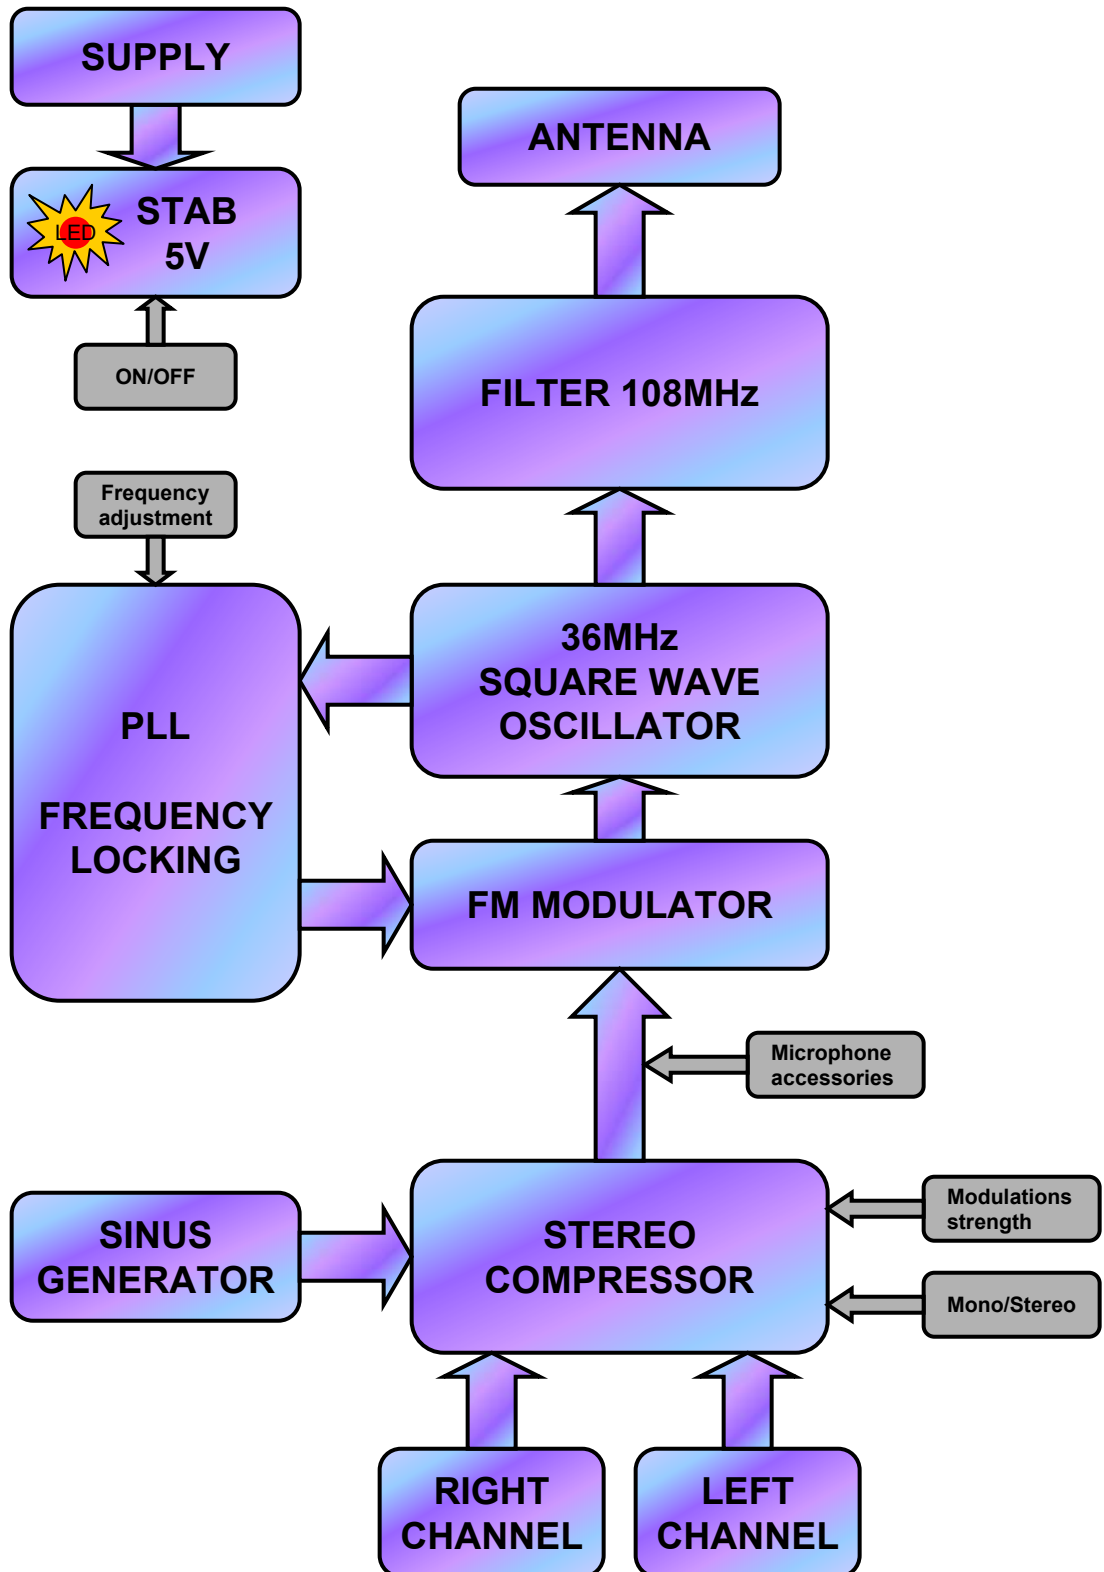 SUPPLY
ANTENNA
LED
STAB
5V
ON/OFF
FILTER 108MHz
Frequency
adjustment
36MHz
SQUARE WAVE
OSCILLATOR
PLL
FREQUENCY
LOCKING
FM MODULATOR
Microphone
accessories
SINUS
GENERATOR
STEREO
COMPRESSOR
Modulations
strength
Mono/Stereo
RIGHT
CHANNEL
LEFT
CHANNEL